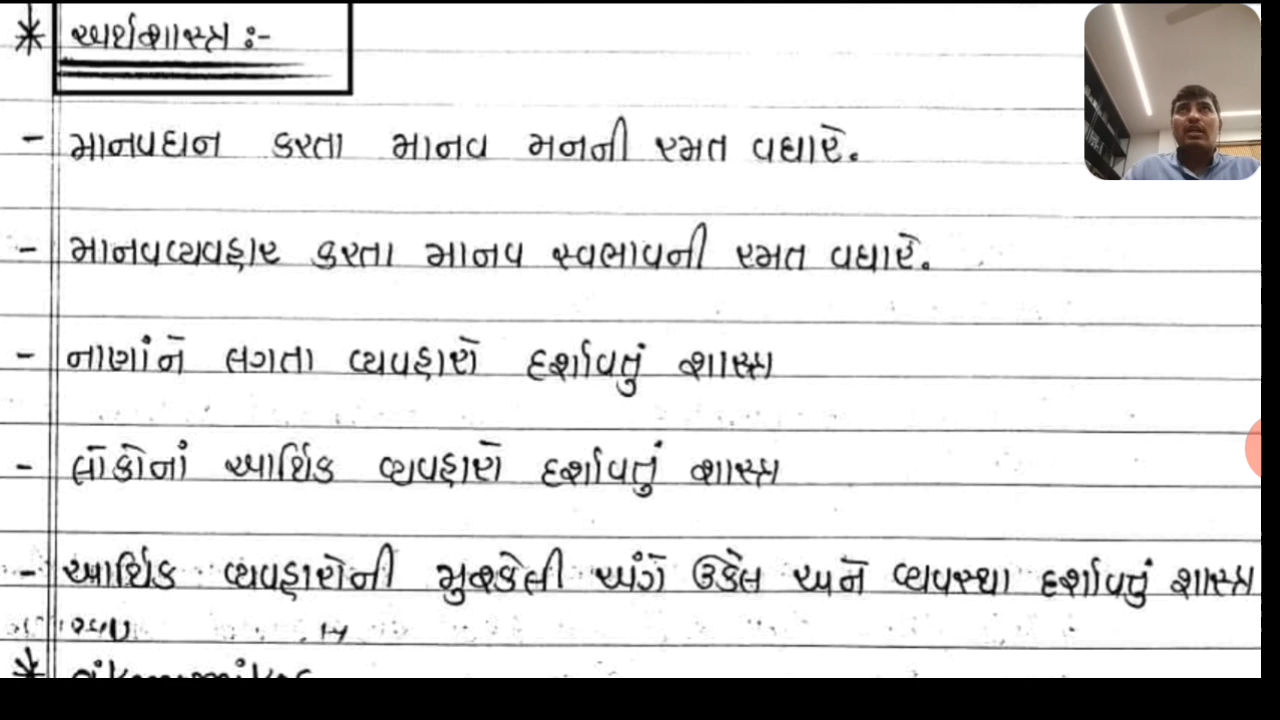 * અર્થશાસ્ત્ર :-
- માનવધન કરતા માનવ મનની રમત વધારે.
- માનવવ્યવહાર કરતા માનવ સ્વભાવની રમત વધારે.
- નાણાંને લગતા વ્યવહારો દર્શાવતું શાસ્ત્ર
- લોકોનાં આર્થિક વ્યવહારો દર્શાવતું શાસ્ત્ર
- આર્થિક વ્યવહારોની મુશ્કેલી અંગે ઉકેલ અને વ્યવસ્થા દર્શાવતું શાસ્ત્ર